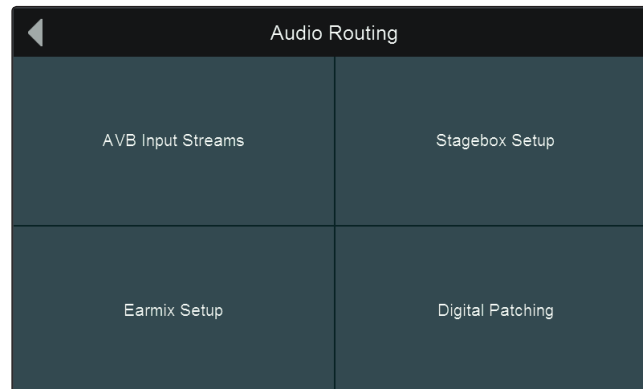 Audio Routing
AVB Input Streams
Stagebox Setup
Earmix Setup
Digital Patching